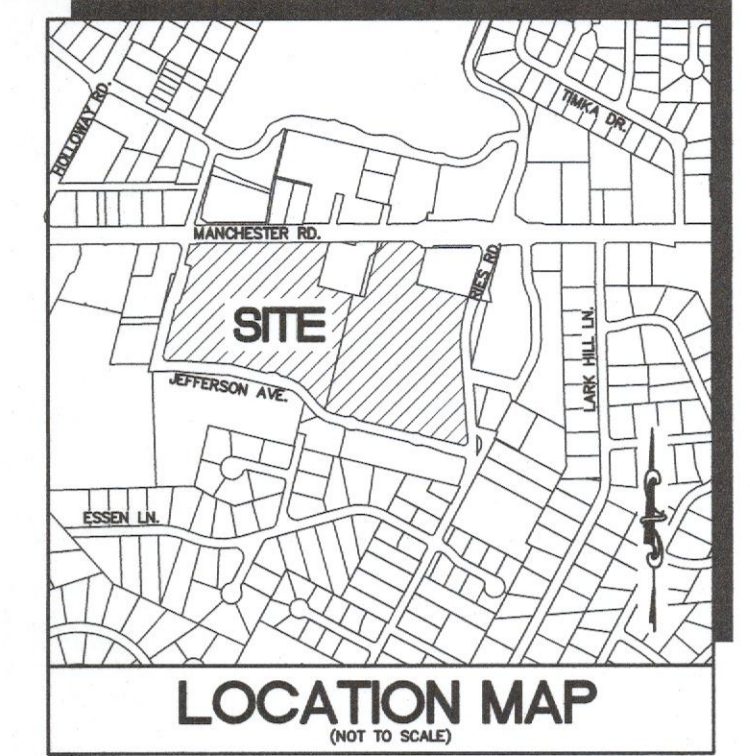 HOLLOWAY RD.
TIMKA DR.
MANCHESTER RD.
RIES RD.
SITE
LARK HILL LN.
JEFFERSON AVE.
ESSEN LN.
LOCATION MAP
(NOT TO SCALE)